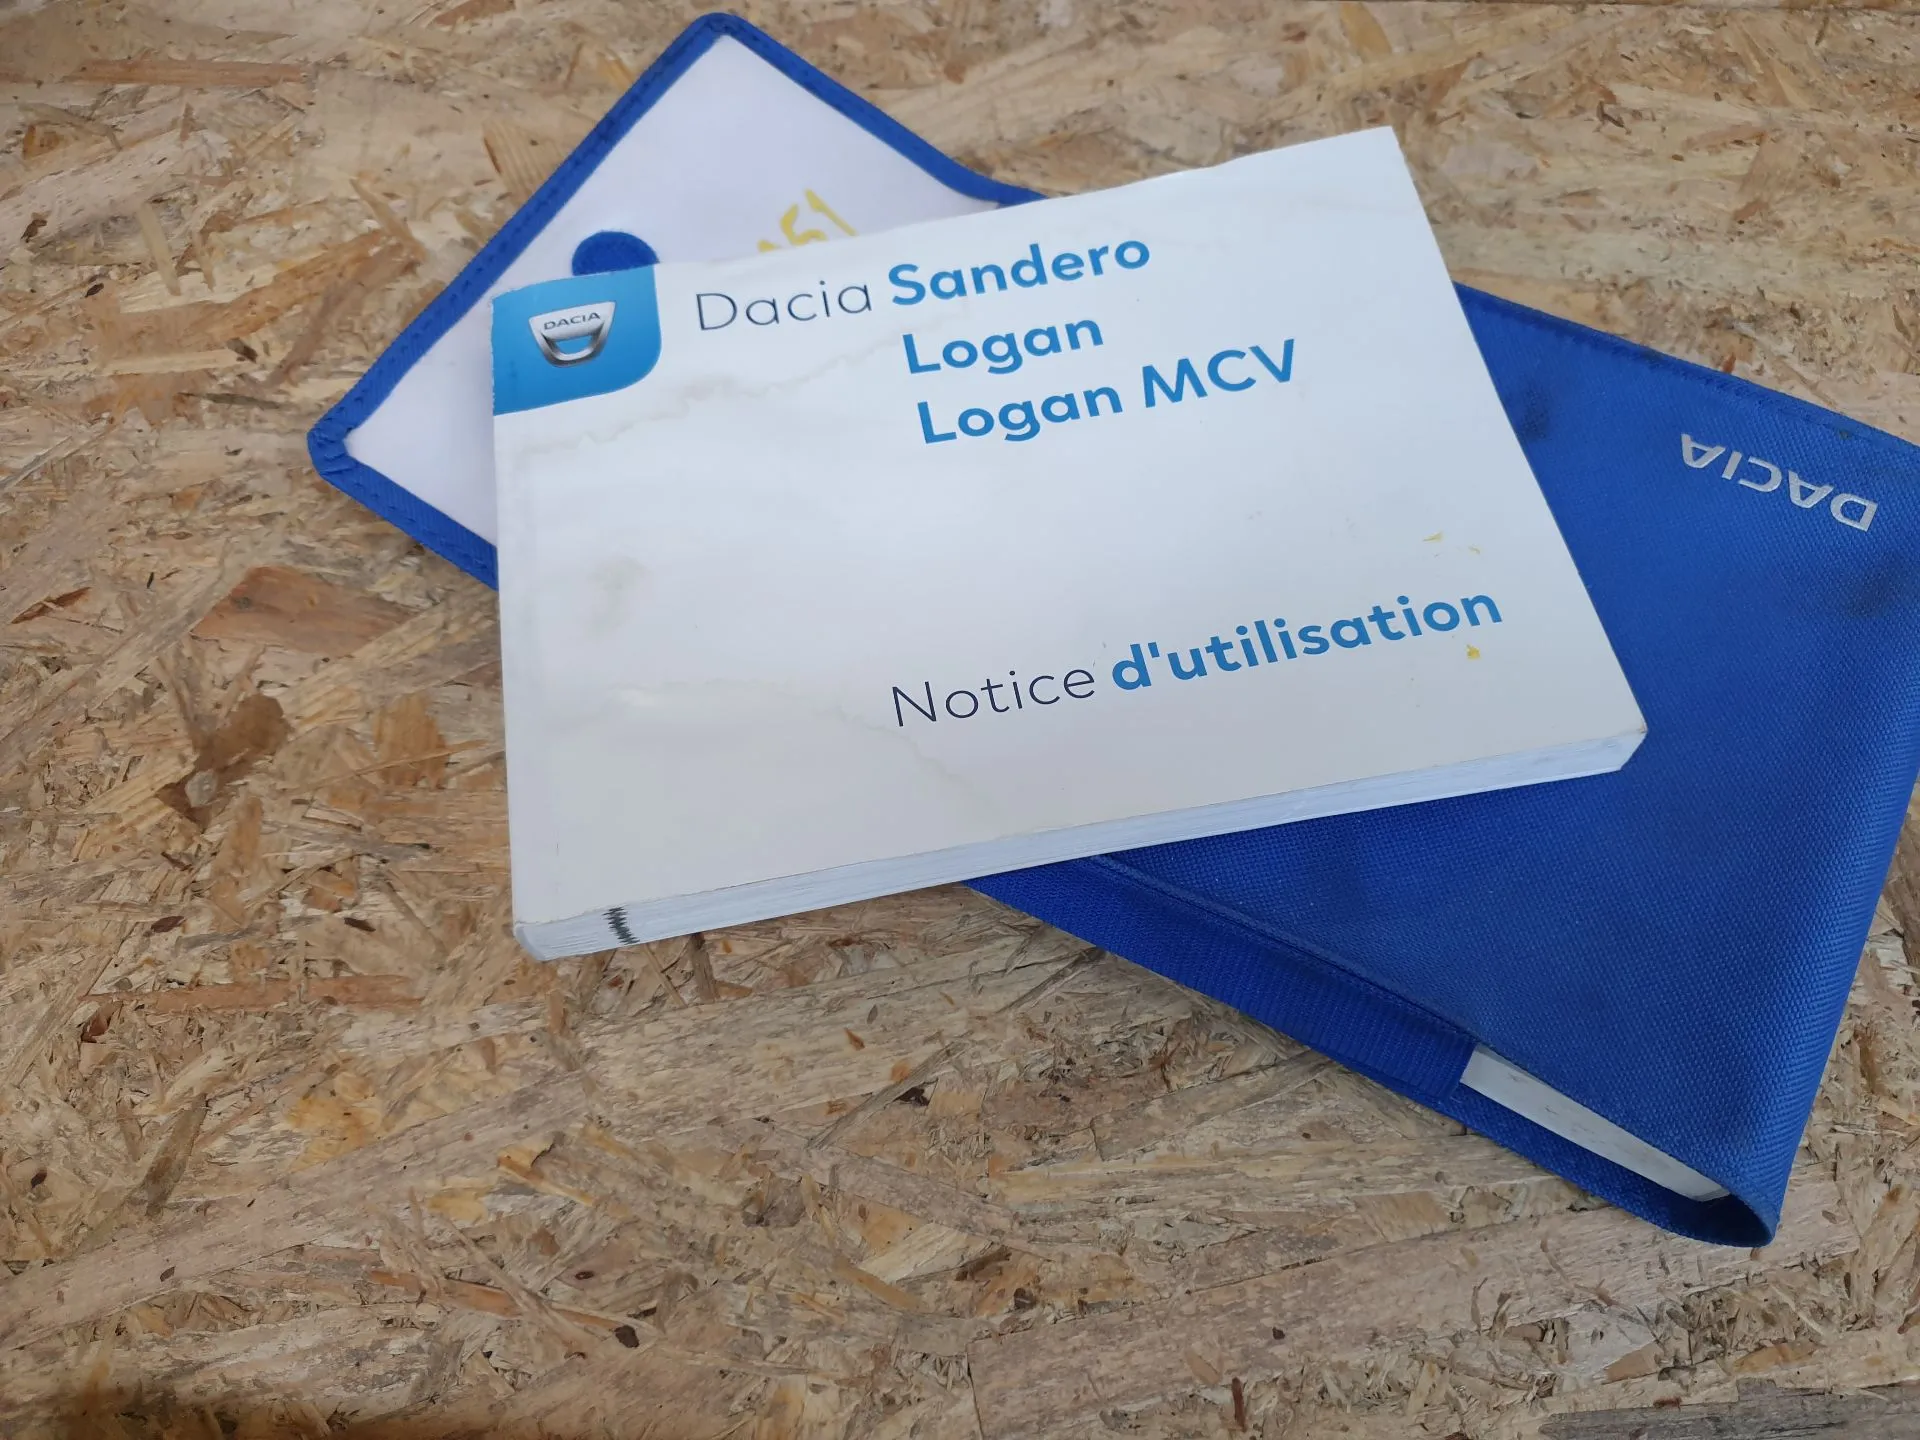 DACIA
Dacia Sandero
Logan
Logan MCV
Notice d'utilisation
DACIA